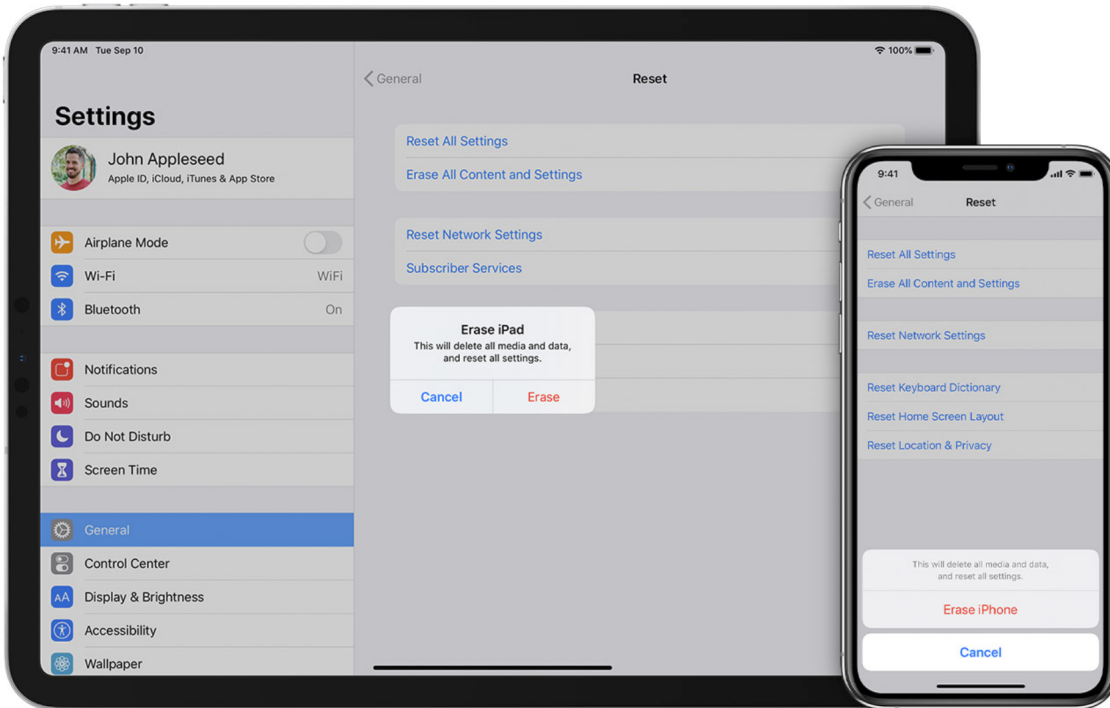 9:41 AM Tue Sep 10
100%
General
Reset
Settings
John Appleseed
Apple ID, iCloud, iTunes & App Store
Airplane Mode
Wi-Fi
WiFi
Bluetooth
On
Notifications
Sounds
Do Not Disturb
Screen Time
General
Control Center
AA
Display & Brightness
Accessibility
Wallpaper
Reset All Settings
Erase All Content and Settings
Reset Network Settings
Subscriber Services
Erase iPad
This will delete all media and data,
and reset all settings.
Cancel
Erase
9:41
General
Reset
Reset All Settings
Erase All Content and Settings
Reset Network Settings
Reset Keyboard Dictionary
Reset Home Screen Layout
Reset Location & Privacy
This will delete all media and data,
and reset all settings.
Erase iPhone
Cancel